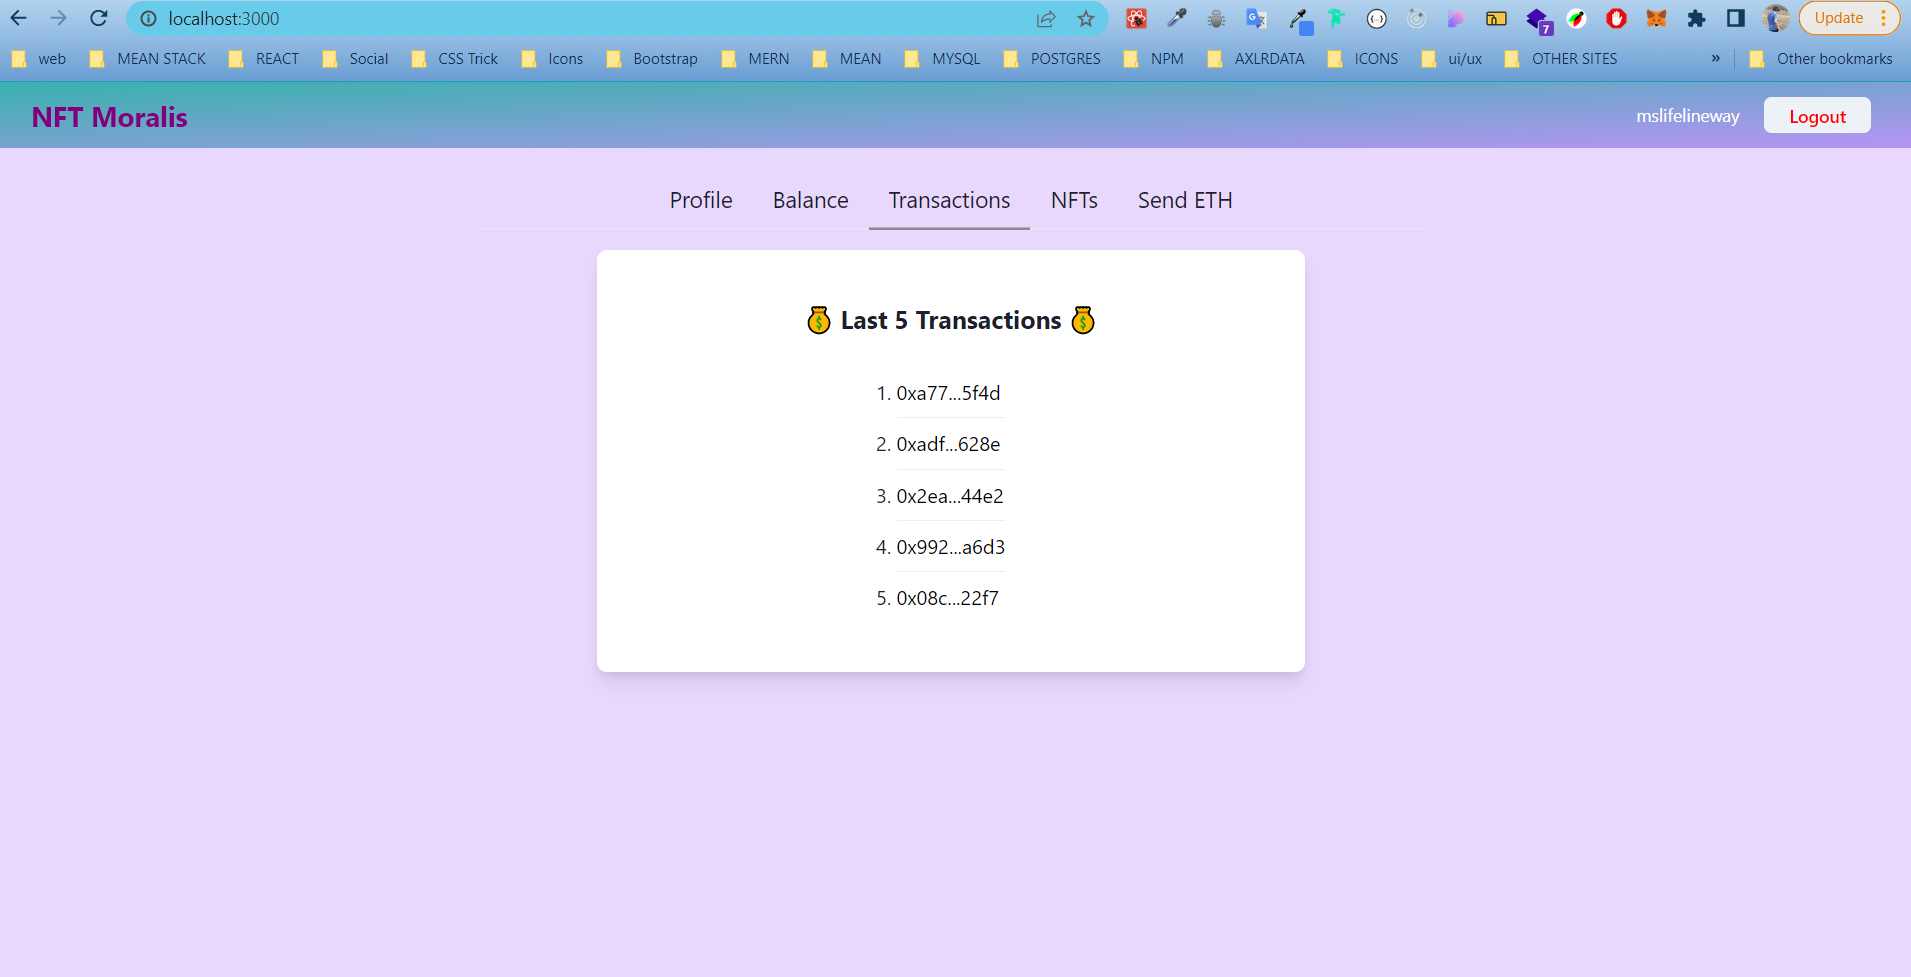 localhost:3000
7
Update
web MEAN STACK REACT Social CSS Trick Icons Bootstrap MERN MEAN MYSQL POSTGRES NPM AXLRDATA ICONS ui/ux OTHER SITES » Other bookmarks
NFT Moralis
mslifelineway Logout
Profile Balance Transactions NFTs Send ETH
💰 Last 5 Transactions 💰
1. 0xa77...5f4d
2. 0xadf...628e
3. 0x2ea...44e2
4. 0x992...a6d3
5. 0x08c...22f7